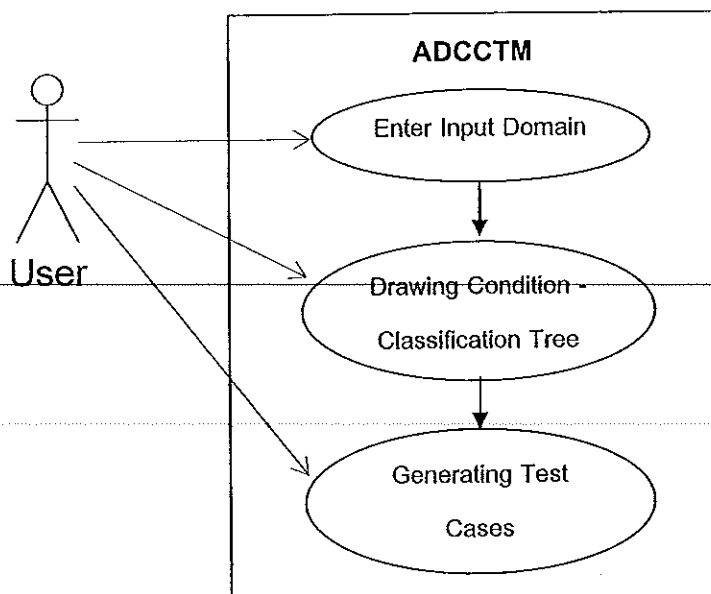 ADCCTM
Enter Input Domain
User
Drawing Condition -
Classification Tree
Generating Test
Cases